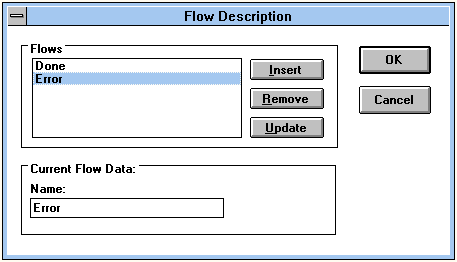 Flow Description
Flows
Done
Error
Insert
Remove
Update
OK
Cancel
Current Flow Data:
Name:
Error